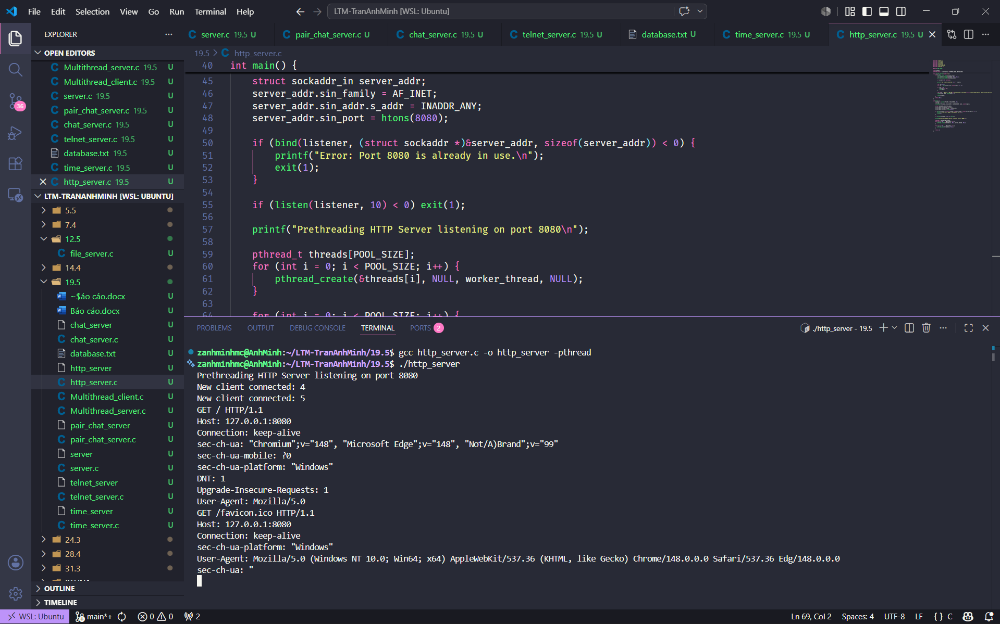 File Edit Selection View Go Run Terminal Help
LTM-TranAnhMinh [WSL: Ubuntu]
EXPLORER
server.c 19.5 U
pair_chat_server.c U
chat_server.c 19.5 U
telnet_server.c 19.5 U
database.txt U
time_server.c 19.5 U
http_server.c 19.5 U
OPEN EDITORS
Multithread_server.c 19.5 U
Multithread_client.c 19.5 U
server.c 19.5 U
pair_chat_server.c 19.5 U
chat_server.c 19.5 U
telnet_server.c 19.5 U
database.txt 19.5 U
time_server.c 19.5 U
http_server.c 19.5 U
36
LTM-TRANANHMINH [WSL: UBUNTU]
5.5
7.4
12.5
file_server.c U
14.4
19.5
~$áo cáo.docx U
Báo cáo.docx U
chat_server U
chat_server.c U
database.txt U
http_server U
http_server.c U
Multithread_client.c U
Multithread_server.c U
pair_chat_server U
pair_chat_server.c U
server U
server.c U
telnet_server U
telnet_server.c U
time_server U
time_server.c U
24.3
28.4
31.3
OUTLINE
TIMELINE
19.5 > http_server.c
40 int main() {
45 struct sockaddr_in server_addr;
46 server_addr.sin_family = AF_INET;
47 server_addr.sin_addr.s_addr = INADDR_ANY;
48 server_addr.sin_port = htons(8080);
49
50 if (bind(listener, (struct sockaddr *)&server_addr, sizeof(server_addr)) < 0) {
51 printf("Error: Port 8080 is already in use.\n");
52 exit(1);
53 }
54
55 if (listen(listener, 10) < 0) exit(1);
56
57 printf("Prethreading HTTP Server listening on port 8080\n");
58
59 pthread_t threads[POOL_SIZE];
60 for (int i = 0; i < POOL_SIZE; i++) {
61 pthread_create(&threads[i], NULL, worker_thread, NULL);
62 }
63
64 for (int i = 0; i < POOL_SIZE; i++) {
PROBLEMS OUTPUT DEBUG CONSOLE TERMINAL PORTS 2
./http_server - 19.5
zanhminhmc@AnhMinh:~/LTM-TranAnhMinh/19.5$ gcc http_server.c -o http_server -pthread
zanhminhmc@AnhMinh:~/LTM-TranAnhMinh/19.5$ ./http_server
Prethreading HTTP Server listening on port 8080
New client connected: 4
New client connected: 5
GET / HTTP/1.1
Host: 127.0.0.1:8080
Connection: keep-alive
sec-ch-ua: "Chromium";v="148", "Microsoft Edge";v="148", "Not/A)Brand";v="99"
sec-ch-ua-mobile: ?0
sec-ch-ua-platform: "Windows"
DNT: 1
Upgrade-Insecure-Requests: 1
User-Agent: Mozilla/5.0
GET /favicon.ico HTTP/1.1
Host: 127.0.0.1:8080
Connection: keep-alive
sec-ch-ua-platform: "Windows"
User-Agent: Mozilla/5.0 (Windows NT 10.0; Win64; x64) AppleWebKit/537.36 (KHTML, like Gecko) Chrome/148.0.0.0 Safari/537.36 Edg/148.0.0.0
sec-ch-ua: "
WSL: Ubuntu main*+ 0 0 2 Ln 69, Col 2 Spaces: 4 UTF-8 LF {} C